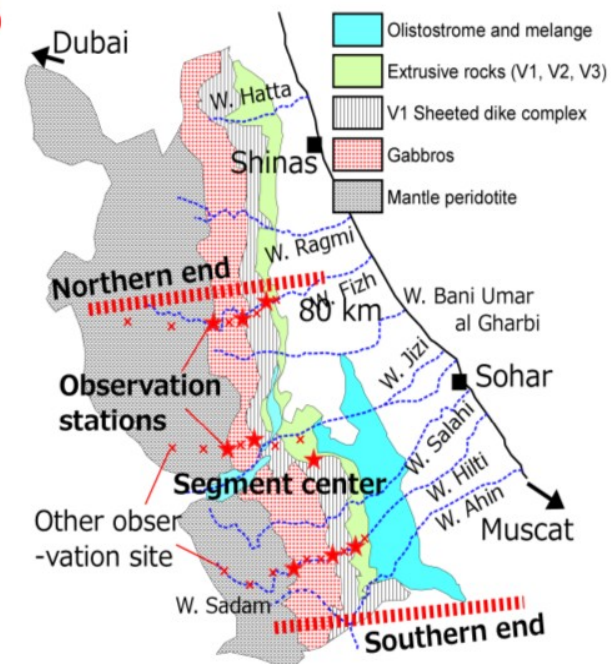 Dubai
Olistostrome and melange
Extrusive rocks (V1, V2, V3)
V1 Sheeted dike complex
Gabbros
Mantle peridotite
W. Hatta
Shinas
W. Ragmi
Northern end
W. Fizh
80 km
W. Bani Umar
al Gharbi
W. Jizi
Sohar
Observation
stations
W. Salahi
Segment center
W. Hilti
W. Ahin
Muscat
Other obser
-vation site
W. Sadam
Southern end